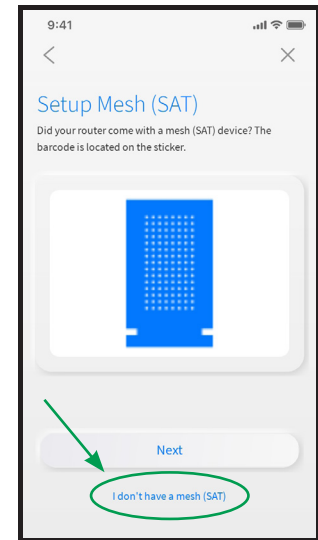 9:41
Setup Mesh (SAT)
Did your router come with a mesh (SAT) device? The
barcode is located on the sticker.
Next
I don't have a mesh (SAT)